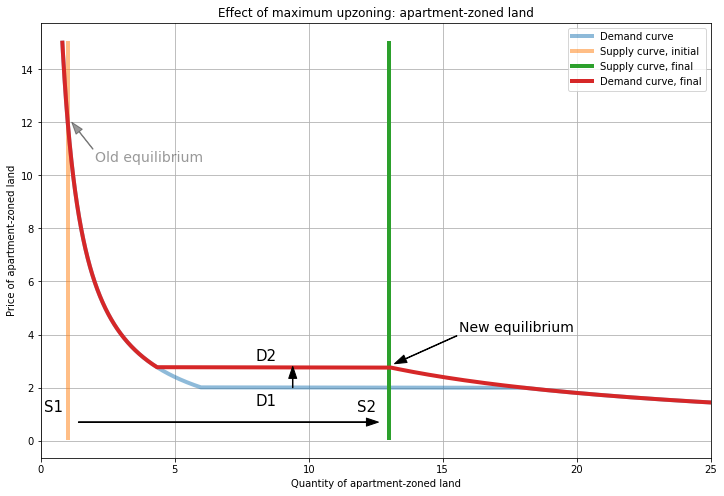 Effect of maximum upzoning: apartment-zoned land
Demand curve
Supply curve, initial
Supply curve, final
Demand curve, final
Price of apartment-zoned land
14
12
10
8
6
4
2
0
Old equilibrium
New equilibrium
D2
D1
S1
S2
0
5
10
15
20
25
Quantity of apartment-zoned land